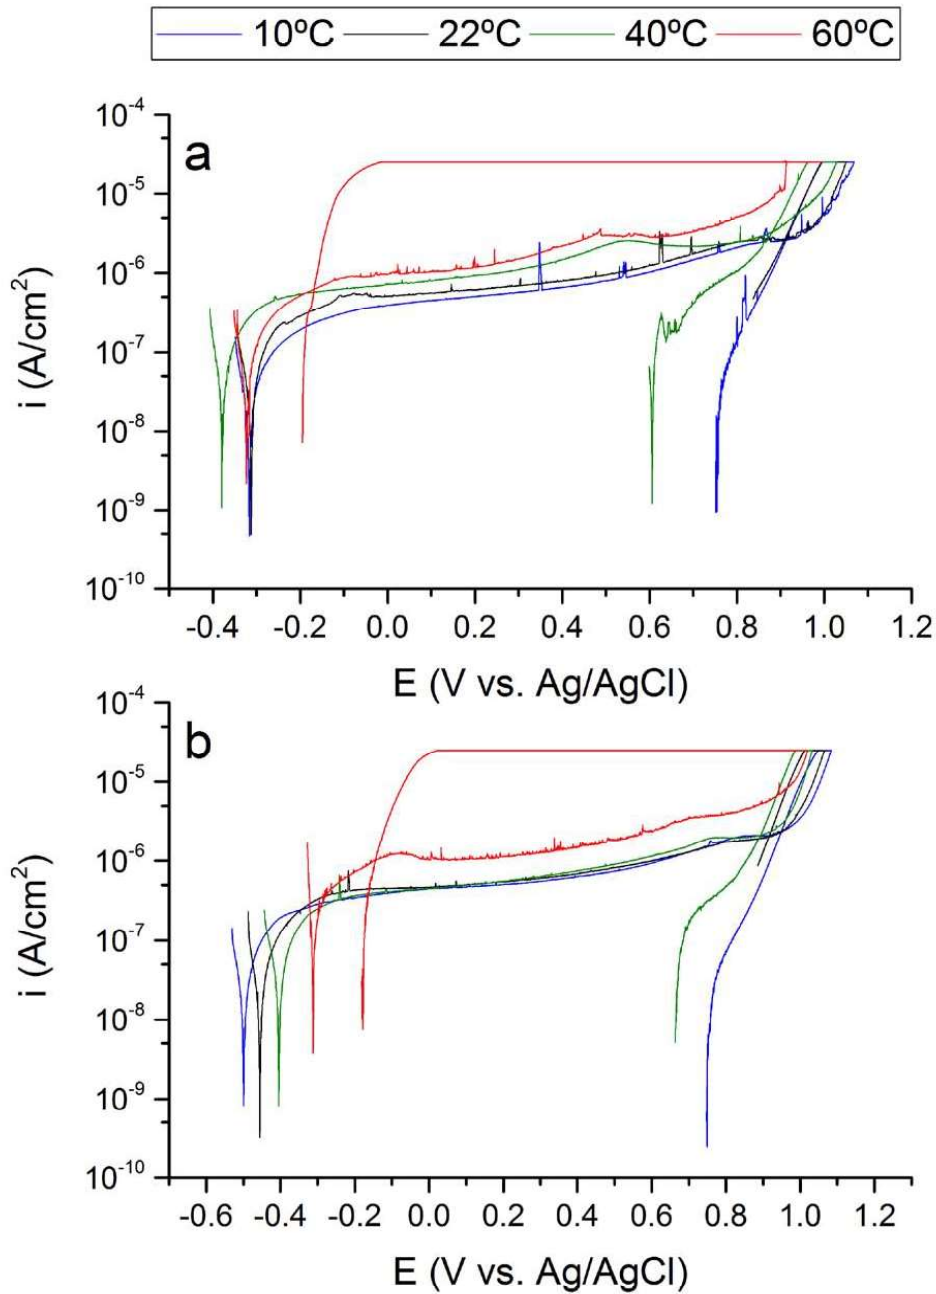 10ºC 22ºC 40ºC 60ºC
a
10⁻⁴
10⁻⁵
10⁻⁶
10⁻⁷
10⁻⁸
10⁻⁹
10⁻¹⁰
i (A/cm²)
-0.4 -0.2 0.0 0.2 0.4 0.6 0.8 1.0 1.2
E (V vs. Ag/AgCl)
b
10⁻⁴
10⁻⁵
10⁻⁶
10⁻⁷
10⁻⁸
10⁻⁹
10⁻¹⁰
i (A/cm²)
-0.6 -0.4 -0.2 0.0 0.2 0.4 0.6 0.8 1.0 1.2
E (V vs. Ag/AgCl)